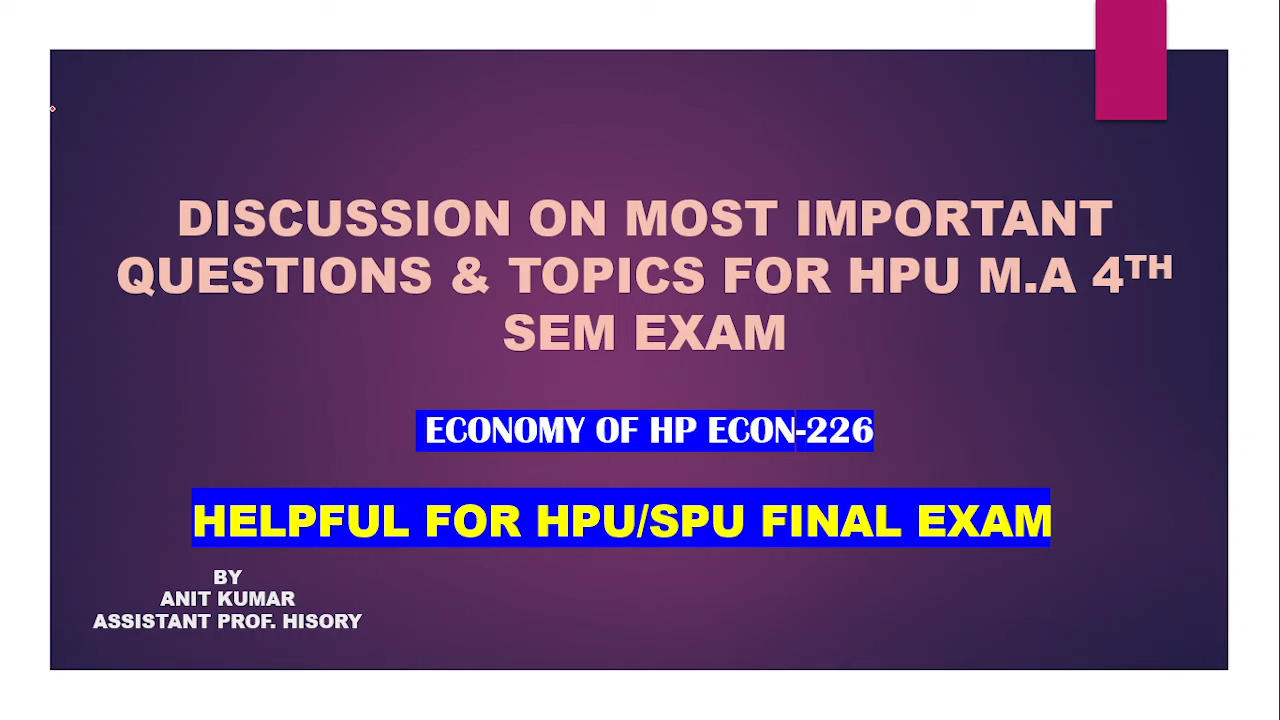 DISCUSSION ON MOST IMPORTANT
QUESTIONS & TOPICS FOR HPU M.A 4TH
SEM EXAM
ECONOMY OF HP ECON-226
HELPFUL FOR HPU/SPU FINAL EXAM
BY
ANIT KUMAR
ASSISTANT PROF. HISORY